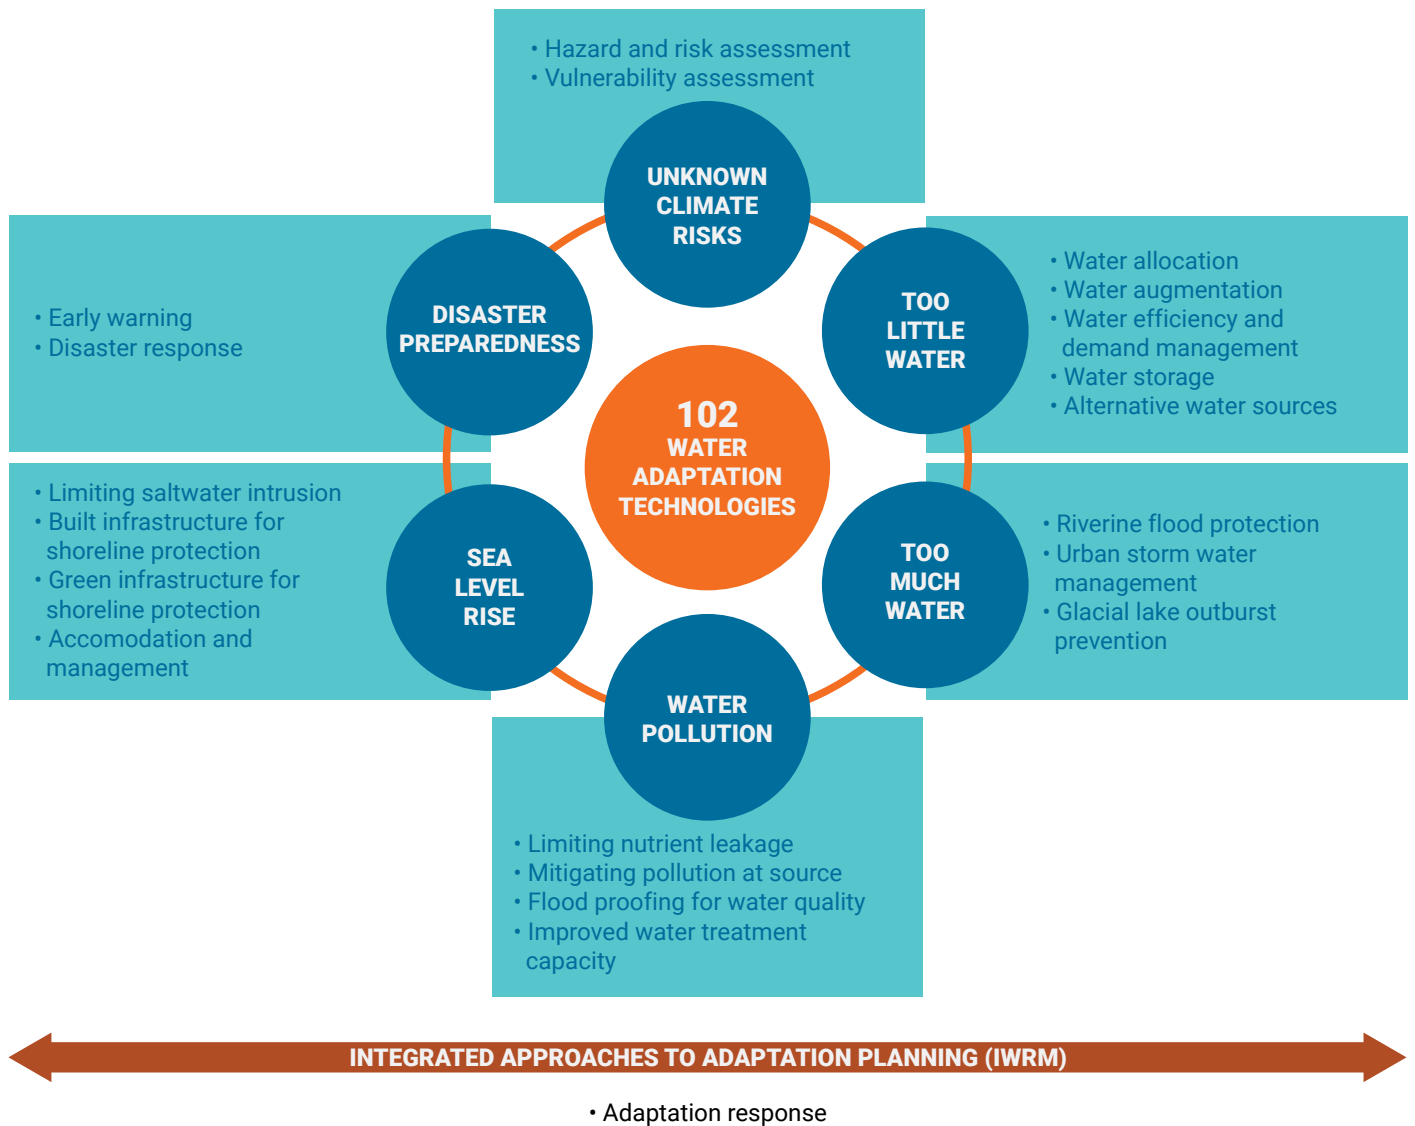 • Hazard and risk assessment
• Vulnerability assessment
UNKNOWN
CLIMATE
RISKS
• Water allocation
• Water augmentation
• Water efficiency and
demand management
• Water storage
• Alternative water sources
TOO
LITTLE
WATER
DISASTER
PREPAREDNESS
• Early warning
• Disaster response
102
WATER
ADAPTATION
TECHNOLOGIES
• Limiting saltwater intrusion
• Built infrastructure for
shoreline protection
• Green infrastructure for
shoreline protection
• Accomodation and
management
SEA
LEVEL
RISE
TOO
MUCH
WATER
• Riverine flood protection
• Urban storm water
management
• Glacial lake outburst
prevention
WATER
POLLUTION
• Limiting nutrient leakage
• Mitigating pollution at source
• Flood proofing for water quality
• Improved water treatment
capacity
INTEGRATED APPROACHES TO ADAPTATION PLANNING (IWRM)
• Adaptation response